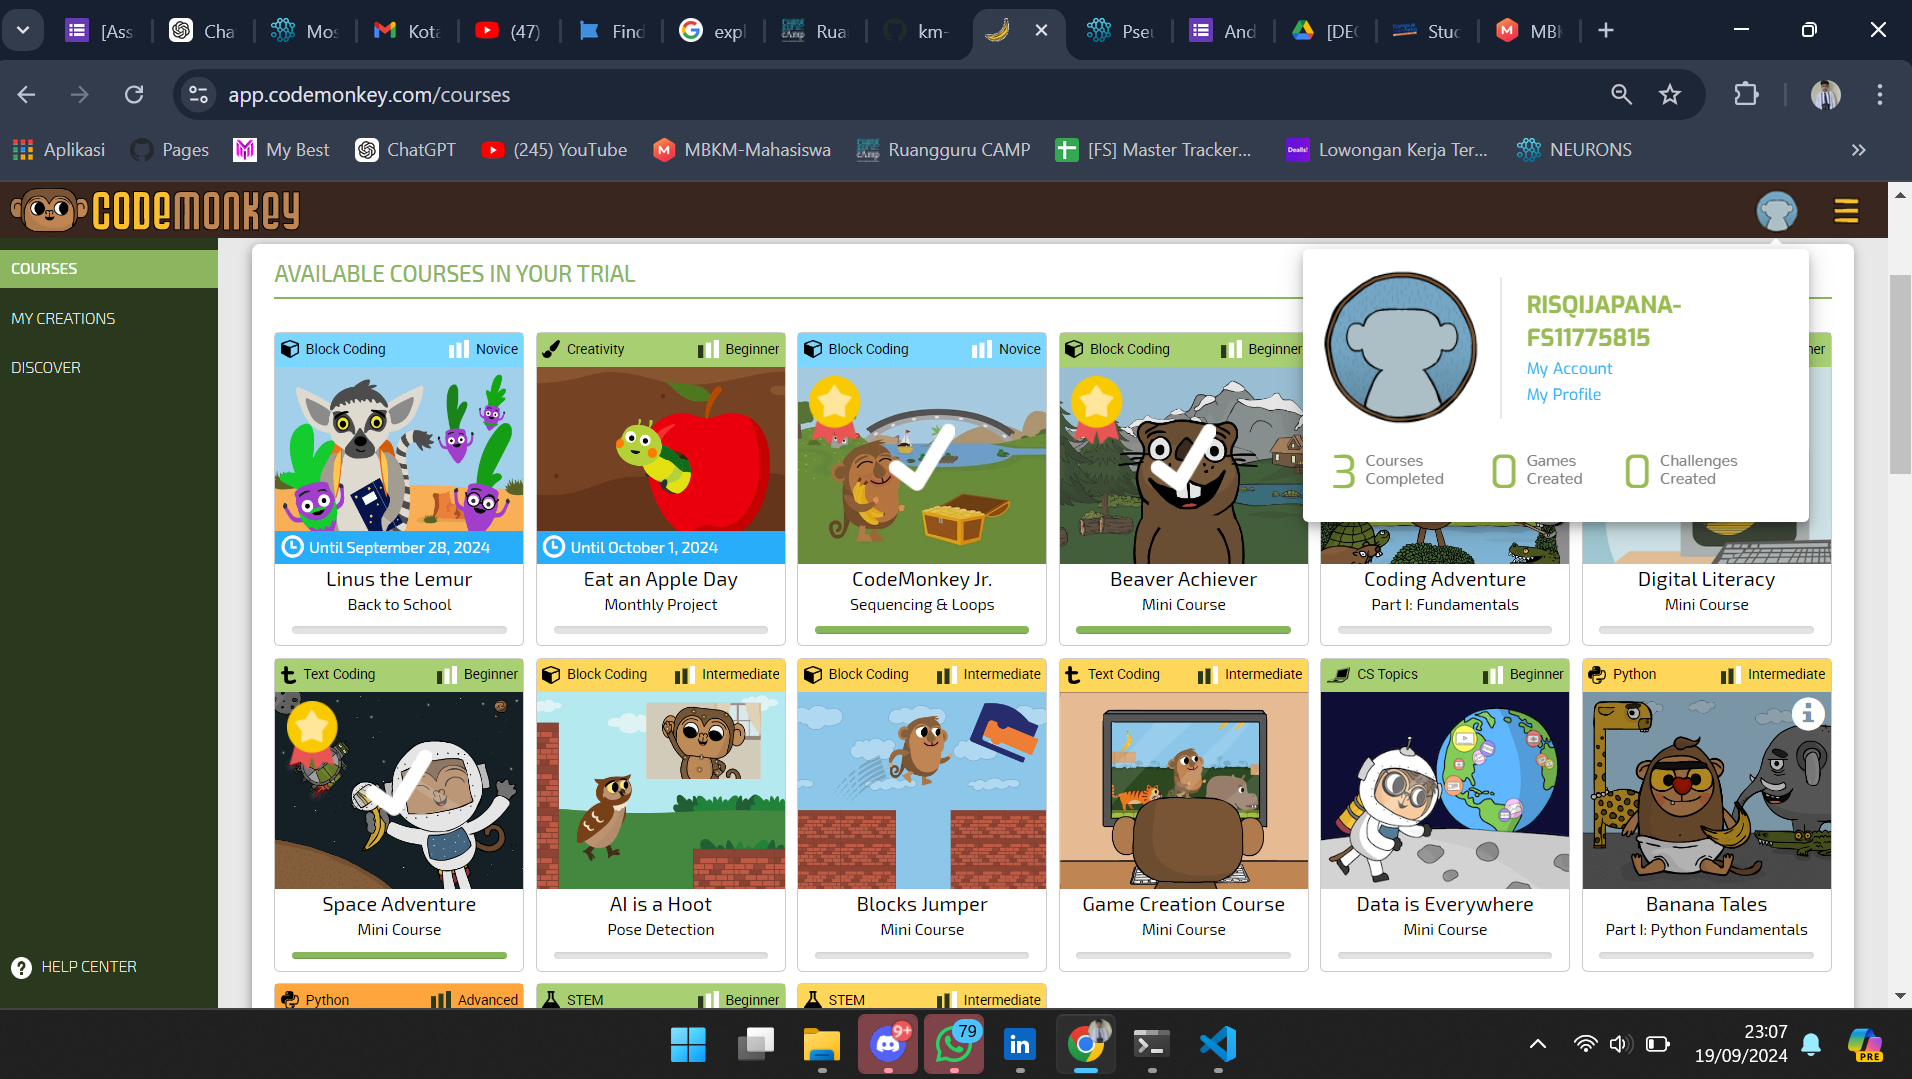 [Ass
Cha
Mos
Kota
(47)
Find
expl
Rua
km-
Pseu
And
[DEC
Stud
MBK
app.codemonkey.com/courses
Aplikasi
Pages
My Best
ChatGPT
(245) YouTube
MBKM-Mahasiswa
Ruangguru CAMP
[FS] Master Tracker...
Lowongan Kerja Ter...
NEURONS
CODEMONKEY
COURSES
MY CREATIONS
DISCOVER
HELP CENTER
AVAILABLE COURSES IN YOUR TRIAL
RISQIJAPANA-
FS11775815
My Account
My Profile
3 Courses
Completed
0 Games
Created
0 Challenges
Created
Block Coding Novice
Until September 28, 2024
Linus the Lemur
Back to School
Creativity Beginner
Until October 1, 2024
Eat an Apple Day
Monthly Project
Block Coding Novice
CodeMonkey Jr.
Sequencing & Loops
Block Coding Beginner
Beaver Achiever
Mini Course
Coding Adventure
Part I: Fundamentals
ner
Digital Literacy
Mini Course
Text Coding Beginner
Space Adventure
Mini Course
Block Coding Intermediate
AI is a Hoot
Pose Detection
Block Coding Intermediate
Blocks Jumper
Mini Course
Text Coding Intermediate
Game Creation Course
Mini Course
CS Topics Beginner
Data is Everywhere
Mini Course
Python Intermediate
Banana Tales
Part I: Python Fundamentals
Python Advanced
STEM Beginner
STEM Intermediate
9+
79
23:07
19/09/2024
PRE